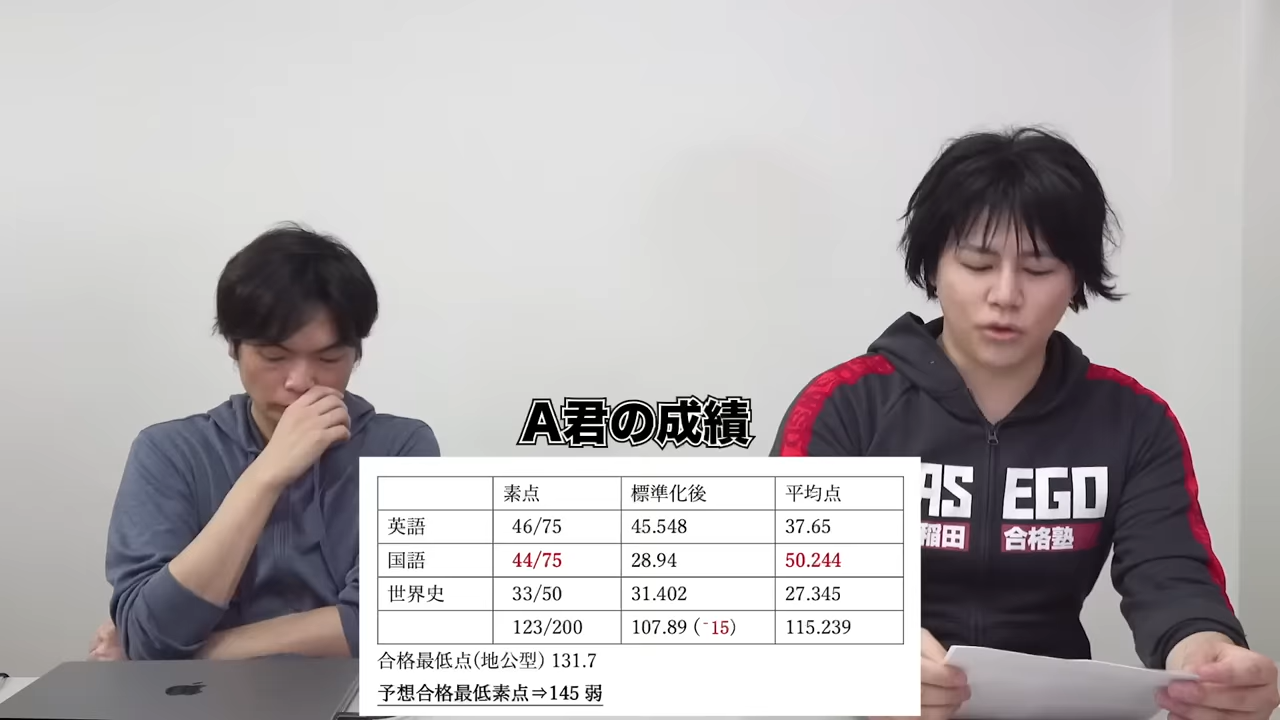 A君の成績
素点 標準化後 平均点
英語 46/75 45.548 37.65
国語 44/75 28.94 50.244
世界史 33/50 31.402 27.345
123/200 107.89 (-15) 115.239
合格最低点(地公型) 131.7
予想合格最低素点⇒145 弱
AS EGO
稲田 合格塾